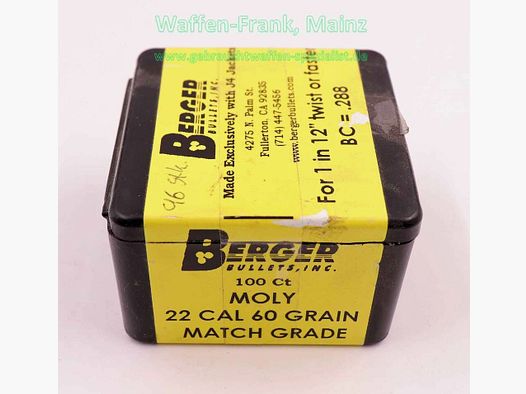 Waffen-Frank, Mainz
www.gebrauchtwaffen-spezialist.de
BERGER
BULLETS, INC.
Made Exclusively with J4 Jackets
4275 N. Palm St.
Fullerton, CA 92835
(714) 447-5456
www.bergerbullets.com
For 1 in 12" twist or faster
BC = .288
96 Stk.
BERGER
BULLETS, INC.
100 Ct
MOLY
22 CAL 60 GRAIN
MATCH GRADE